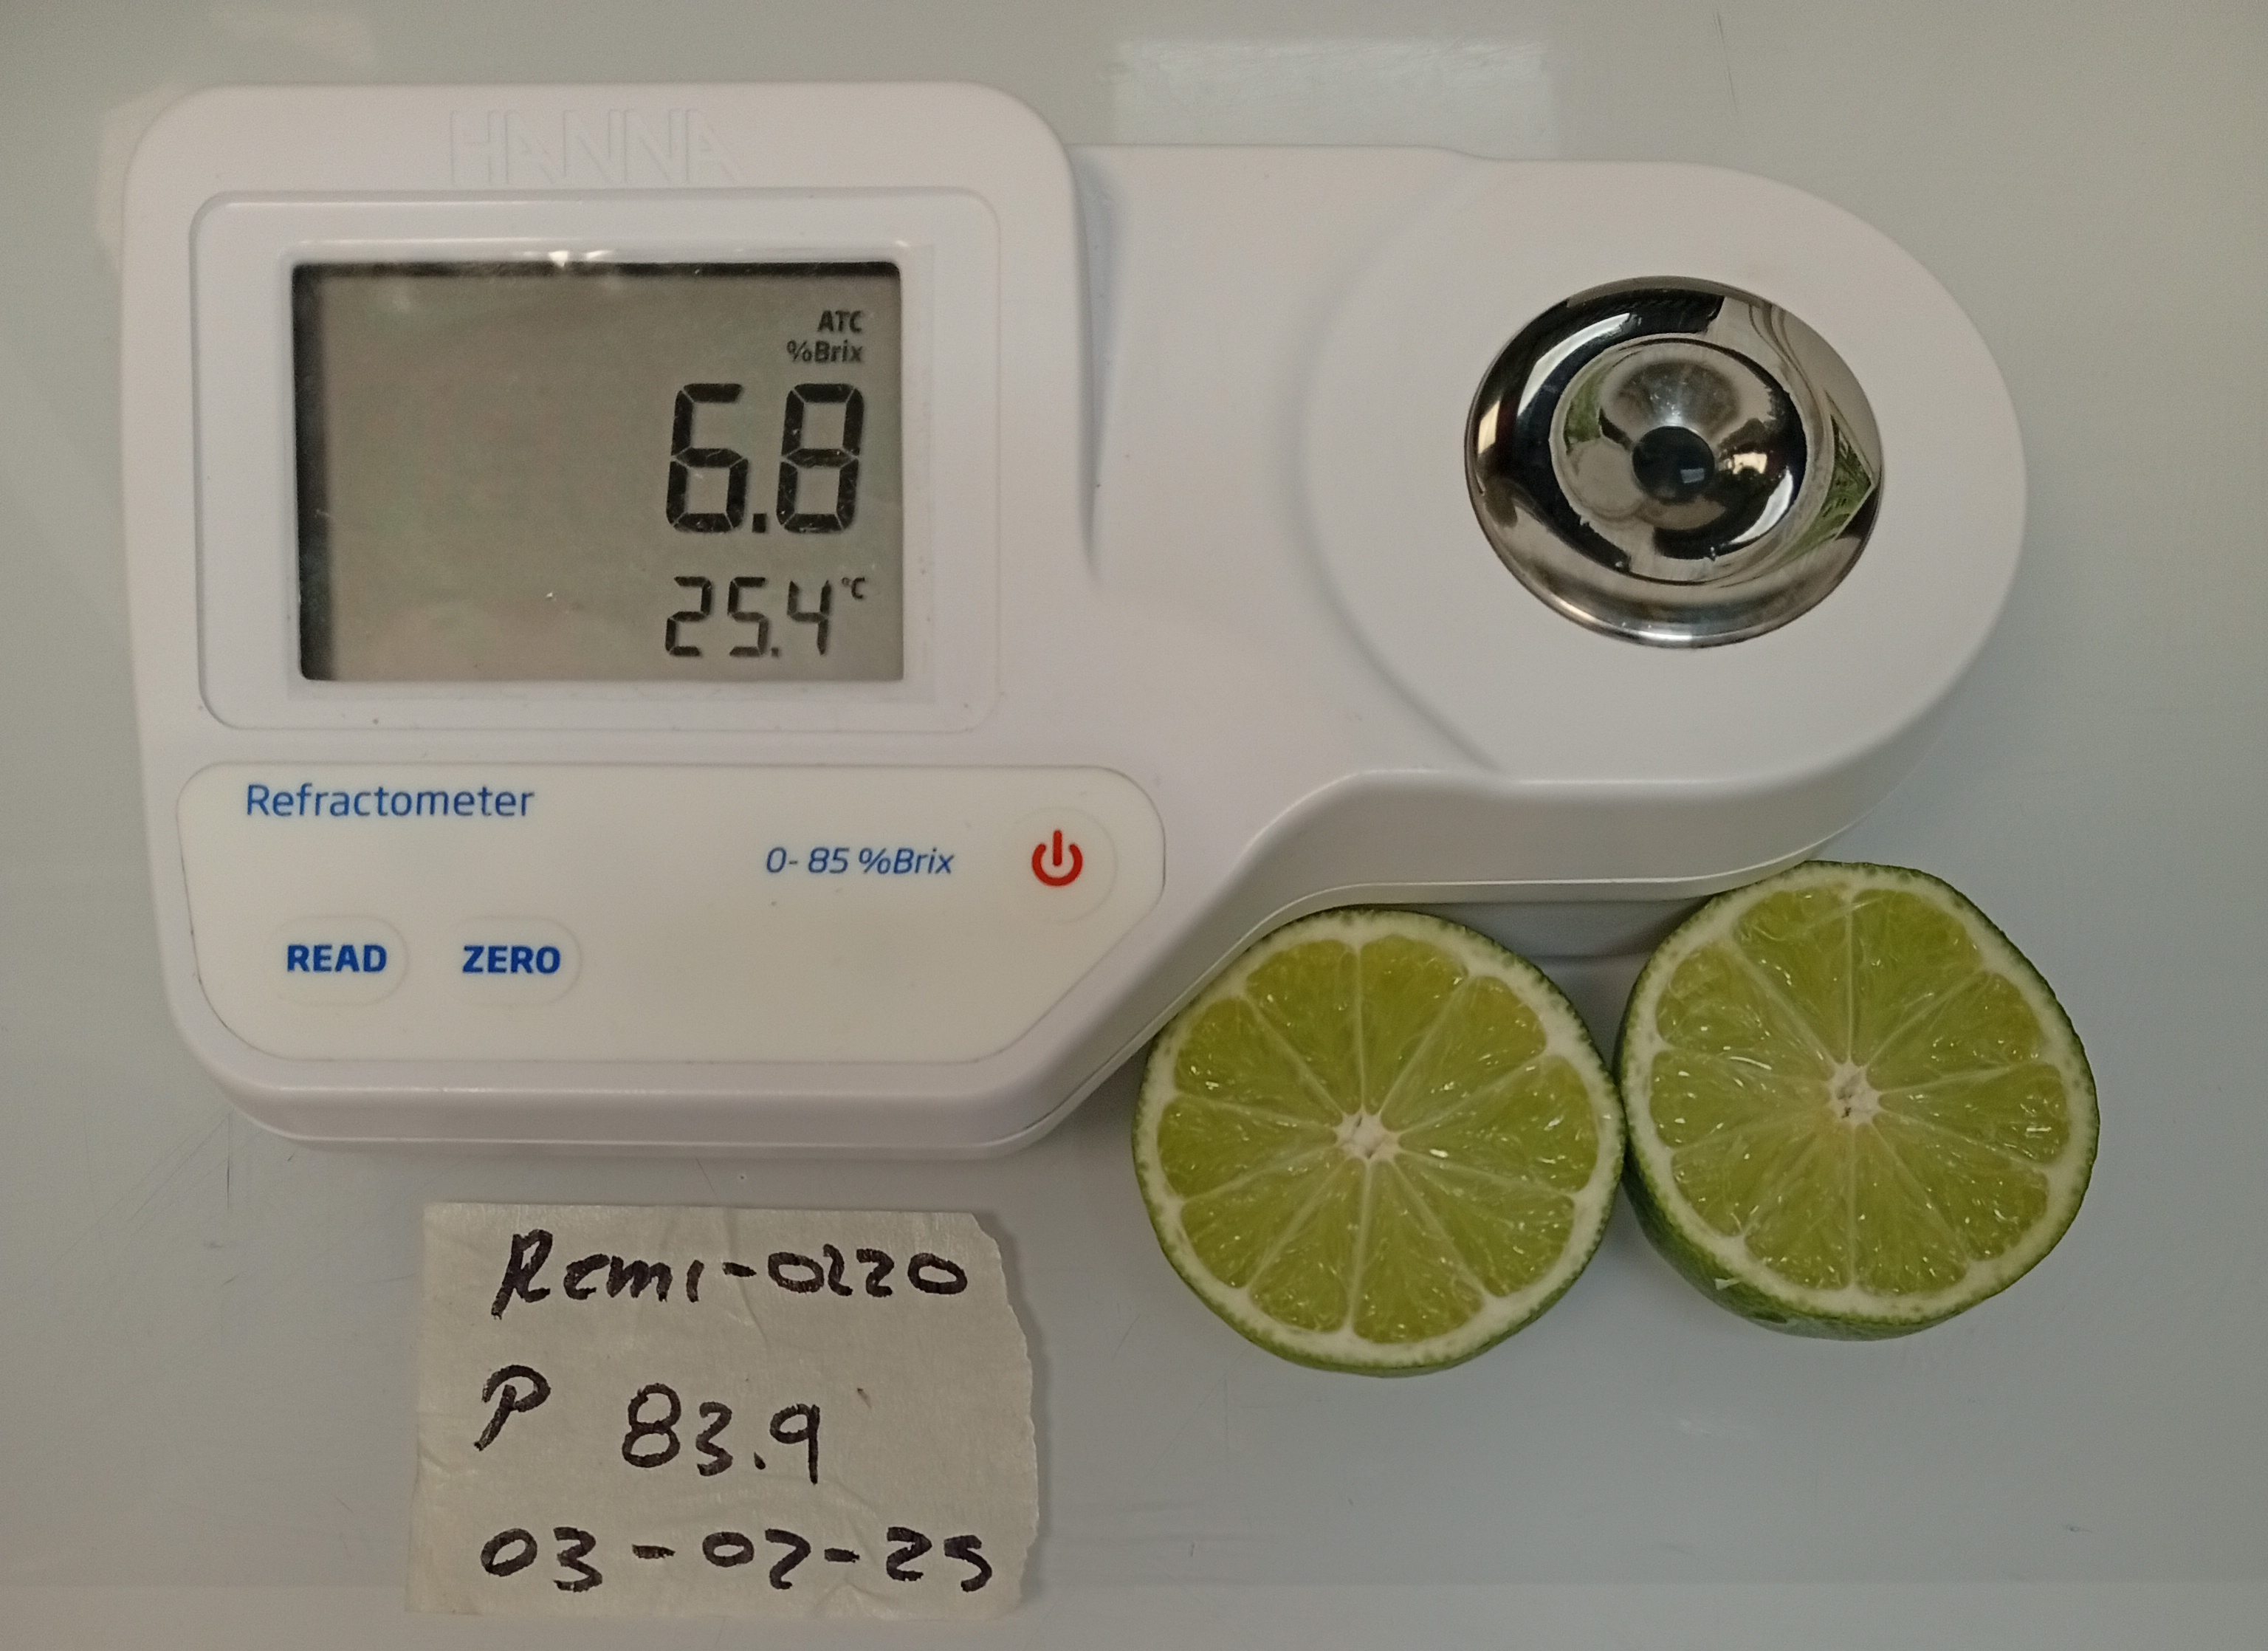 HANNA
ATC
%Brix
6.8
25.4 °C
Refractometer
0-85 %Brix
READ ZERO
Remi-0220
P 83.9
03-02-25